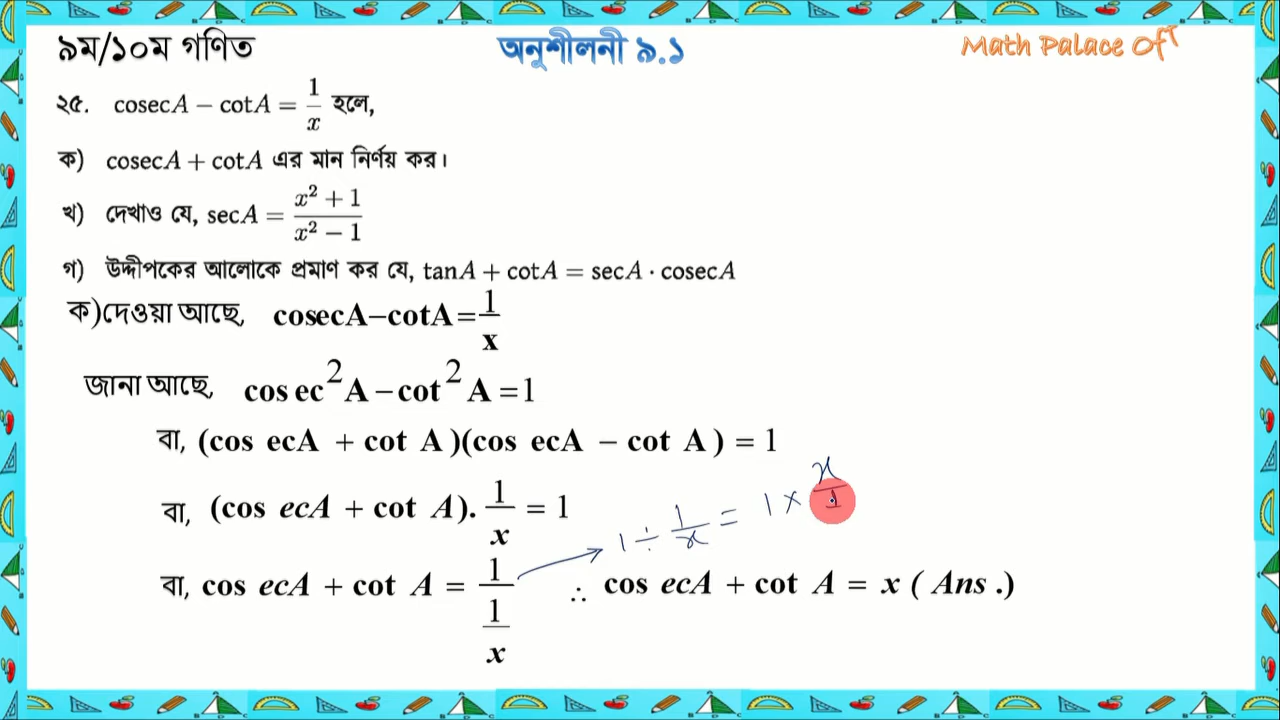 ৯ম/১০ম গণিত
অনুশীলনী ৯.১
Math Palace Of
২৫. cosecA − cotA = 1/x হলে,
ক) cosecA + cotA এর মান নির্ণয় কর।
খ) দেখাও যে, secA = (x² + 1)/(x² − 1)
গ) উদ্দীপকের আলোকে প্রমাণ কর যে, tanA + cotA = secA · cosecA
ক)দেওয়া আছে, cosecA−cotA=1/x
জানা আছে, cos ec²A −cot²A =1
বা, (cos ecA + cot A)(cos ecA − cot A) = 1
বা, (cos ecA + cot A). 1/x = 1
1 ÷ 1/x = 1 × x/1
বা, cos ecA + cot A = 1/(1/x)
∴ cos ecA + cot A = x ( Ans .)